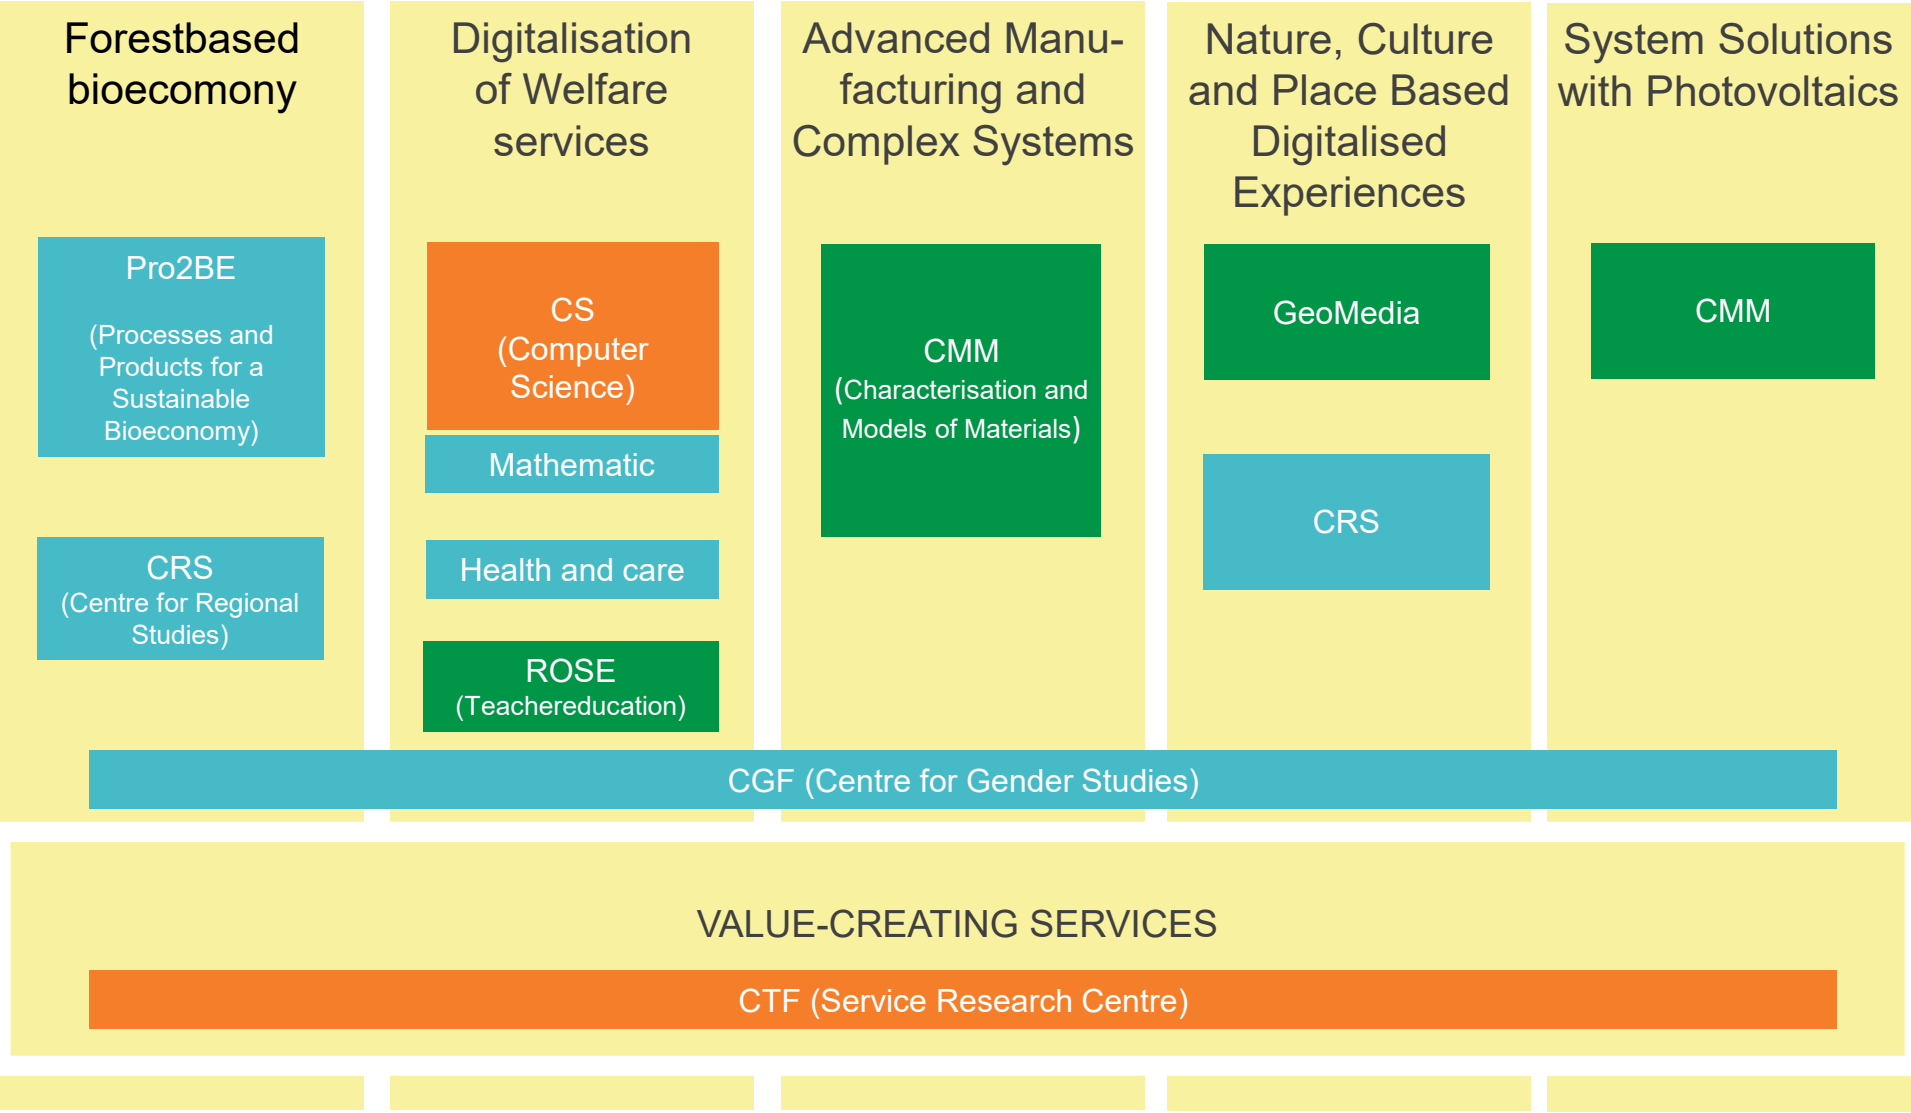 Forestbased
bioecomony
Digitalisation
of Welfare
services
Advanced Manu-
facturing and
Complex Systems
Nature, Culture
and Place Based
Digitalised
Experiences
System Solutions
with Photovoltaics
Pro2BE
(Processes and
Products for a
Sustainable
Bioeconomy)
CRS
(Centre for Regional
Studies)
CS
(Computer
Science)
Mathematic
Health and care
ROSE
(Teachereducation)
CMM
(Characterisation and
Models of Materials)
GeoMedia
CRS
CMM
CGF (Centre for Gender Studies)
VALUE-CREATING SERVICES
CTF (Service Research Centre)